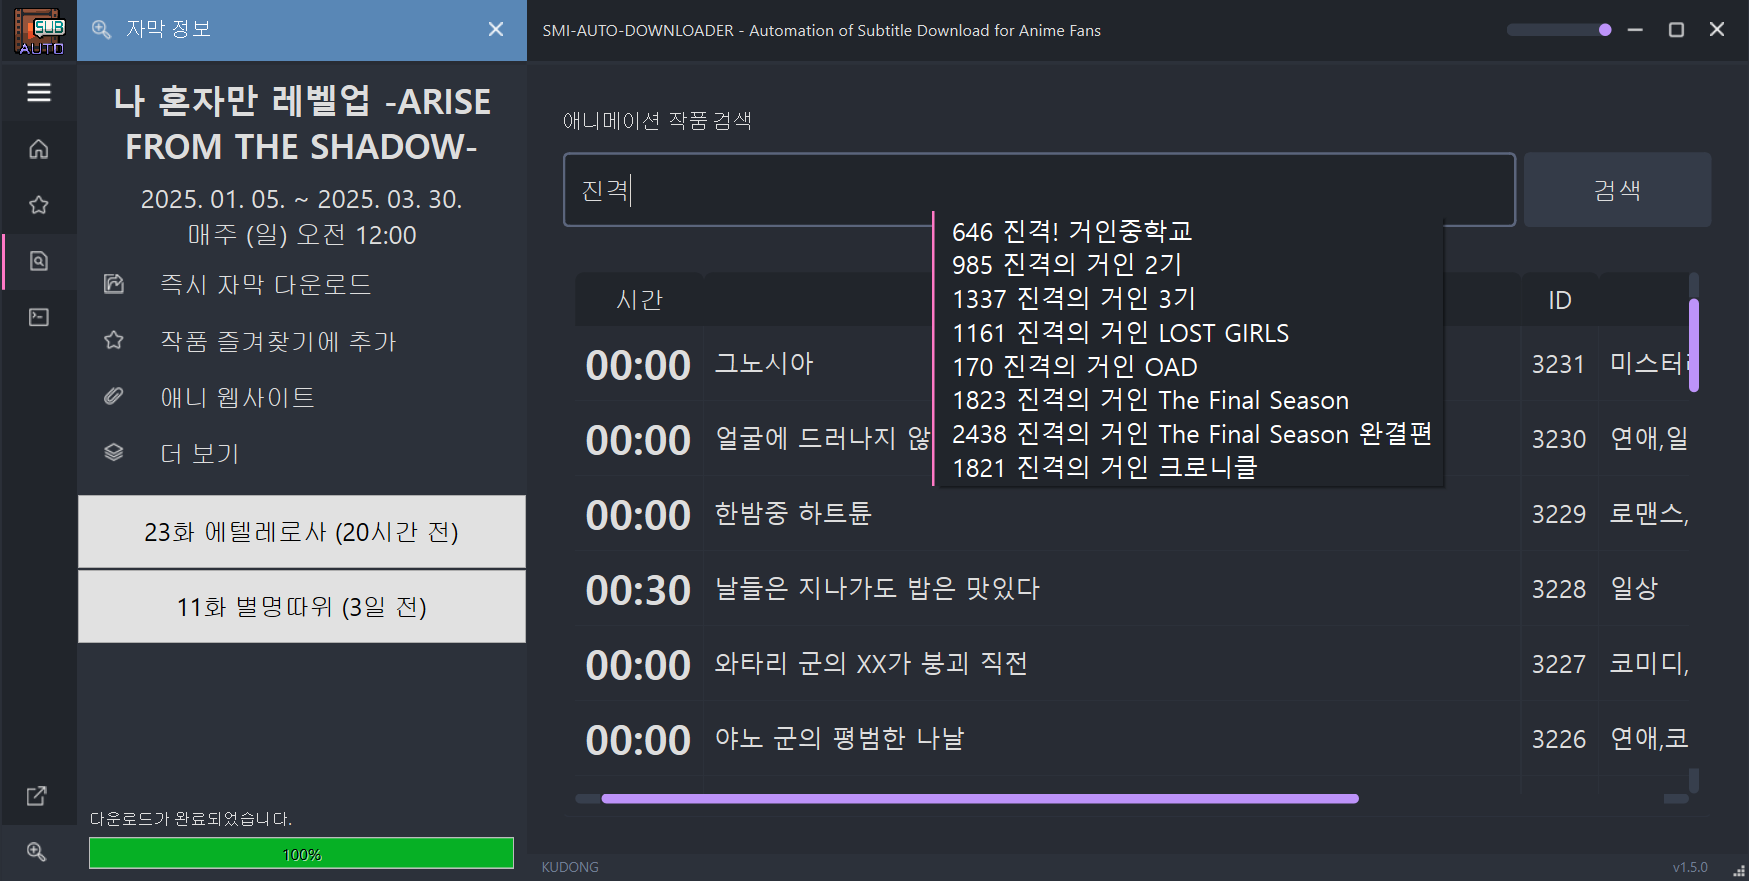 SUB
AUTO
자막 정보
나 혼자만 레벨업 -ARISE
FROM THE SHADOW-
2025. 01. 05. ~ 2025. 03. 30.
매주 (일) 오전 12:00
즉시 자막 다운로드
작품 즐겨찾기에 추가
애니 웹사이트
더 보기
23화 에텔레로사 (20시간 전)
11화 별명따위 (3일 전)
다운로드가 완료되었습니다.
100%
SMI-AUTO-DOWNLOADER - Automation of Subtitle Download for Anime Fans
애니메이션 작품 검색
진격
검색
646 진격! 거인중학교
985 진격의 거인 2기
1337 진격의 거인 3기
1161 진격의 거인 LOST GIRLS
170 진격의 거인 OAD
1823 진격의 거인 The Final Season
2438 진격의 거인 The Final Season 완결편
1821 진격의 거인 크로니클
시간 ID
00:00 그노시아 3231 미스터리
00:00 얼굴에 드러나지 않 3230 연애,일
00:00 한밤중 하트튠 3229 로맨스,
00:30 날들은 지나가도 밥은 맛있다 3228 일상
00:00 와타리 군의 XX가 붕괴 직전 3227 코미디,
00:00 야노 군의 평범한 나날 3226 연애,코
KUDONG
v1.5.0